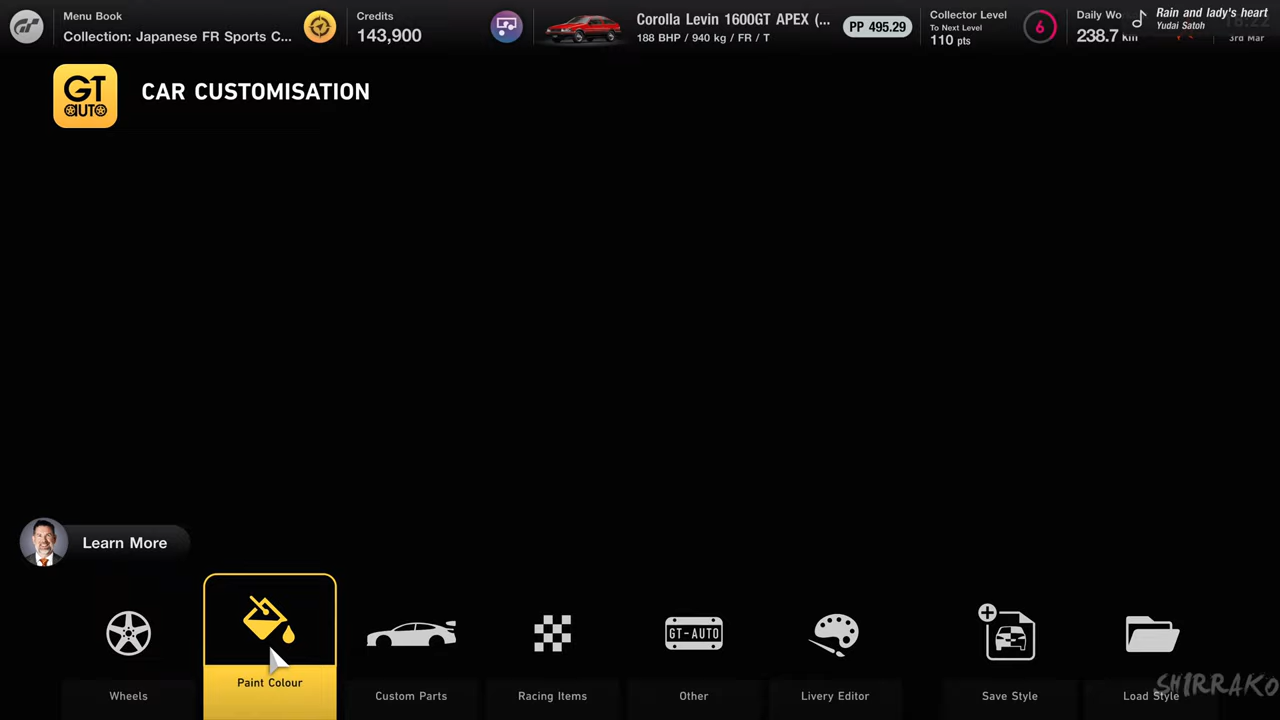 Menu Book
Collection: Japanese FR Sports C...
Credits
143,900
Corolla Levin 1600GT APEX (...
188 BHP / 940 kg / FR / T
PP 495.29
Collector Level
To Next Level
110 pts
6
Daily Wo
238.7 km
Rain and lady's heart
Yudai Satoh
3rd Mar
GT AUTO
CAR CUSTOMISATION
Learn More
GT-AUTO
Wheels
Paint Colour
Custom Parts
Racing Items
Other
Livery Editor
Save Style
Load Style
SHIRRAKO